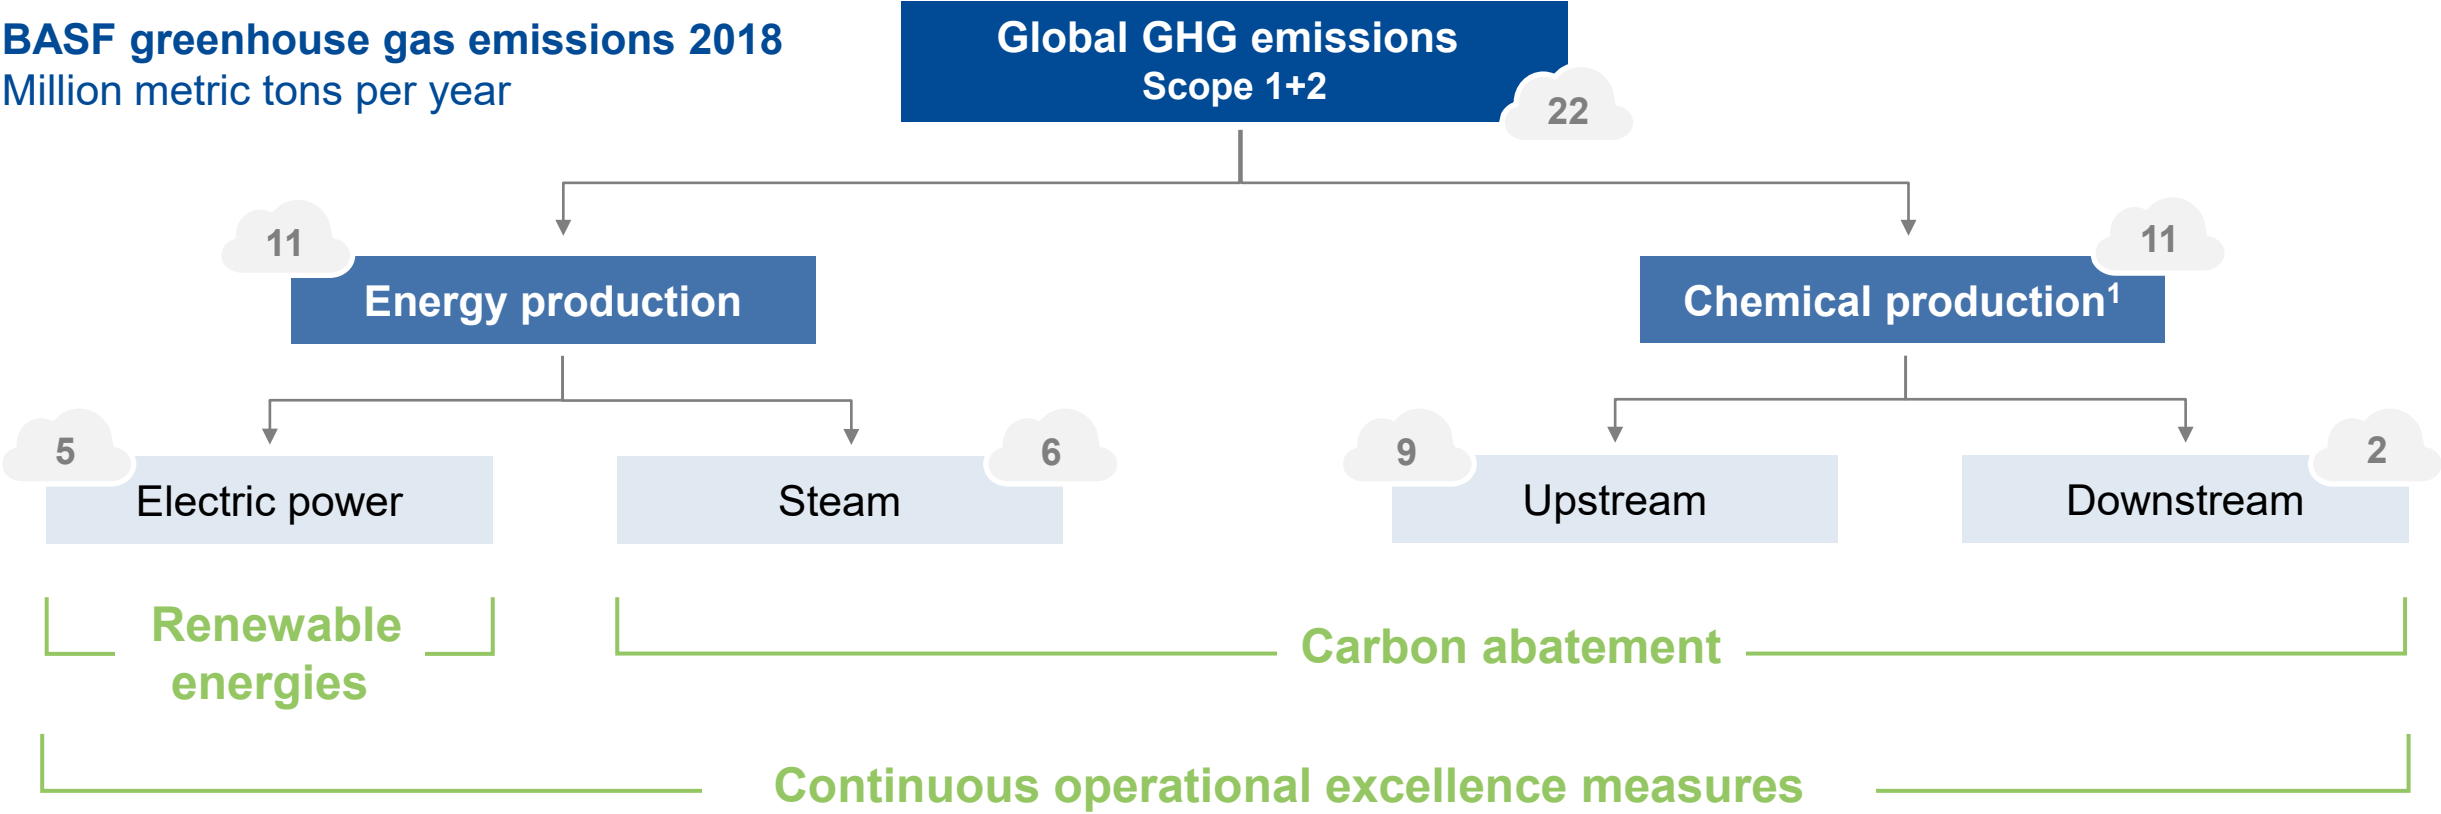 BASF greenhouse gas emissions 2018
Million metric tons per year
Global GHG emissions
Scope 1+2
22
11
Energy production
11
Chemical production¹
5
Electric power
6
Steam
9
Upstream
2
Downstream
Renewable
energies
Carbon abatement
Continuous operational excellence measures